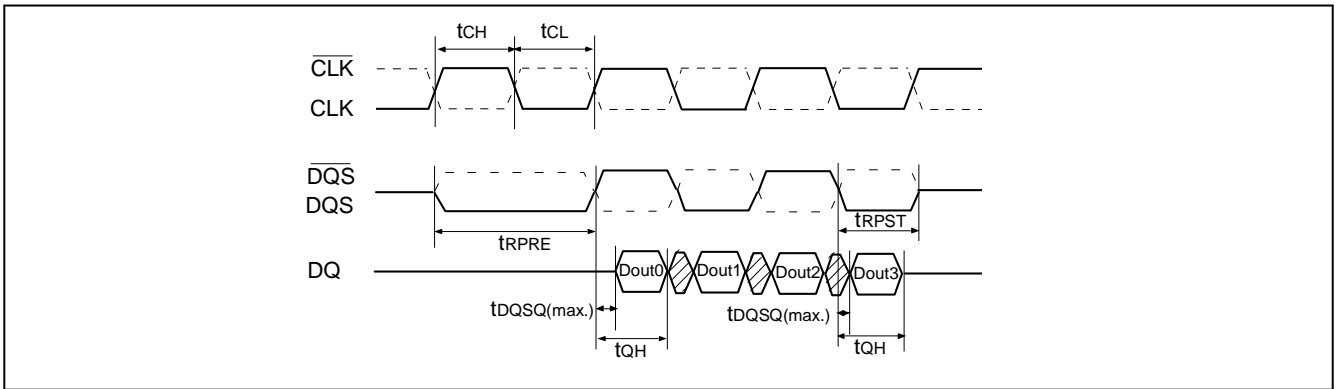 tCH tCL
CLK
CLK
DQS
DQS
tRPST
tRPRE
DQ
Dout0 Dout1 Dout2 Dout3
tDQSQ(max.) tDQSQ(max.)
tQH tQH